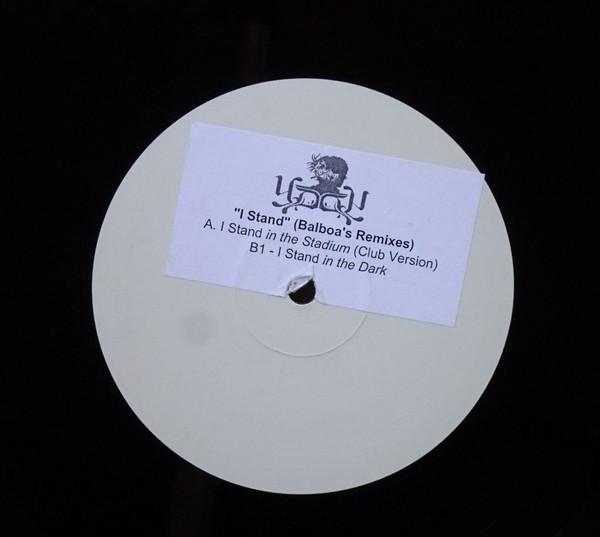 "I Stand" (Balboa's Remixes)
A. I Stand in the Stadium (Club Version)
B1 - I Stand in the Dark